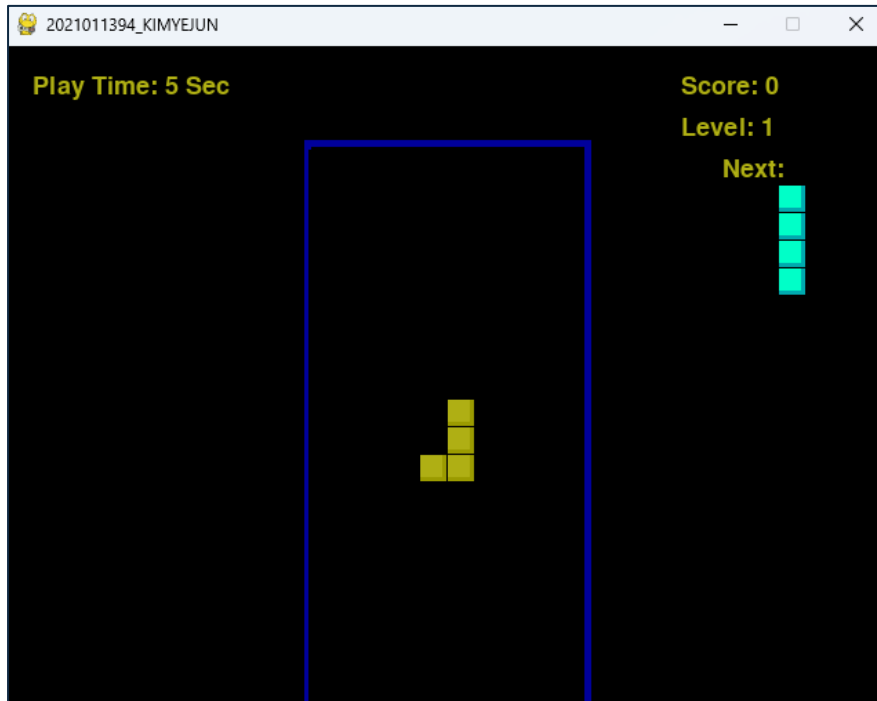 2021011394_KIMYEJUN
Play Time: 5 Sec
Score: 0
Level: 1
Next: